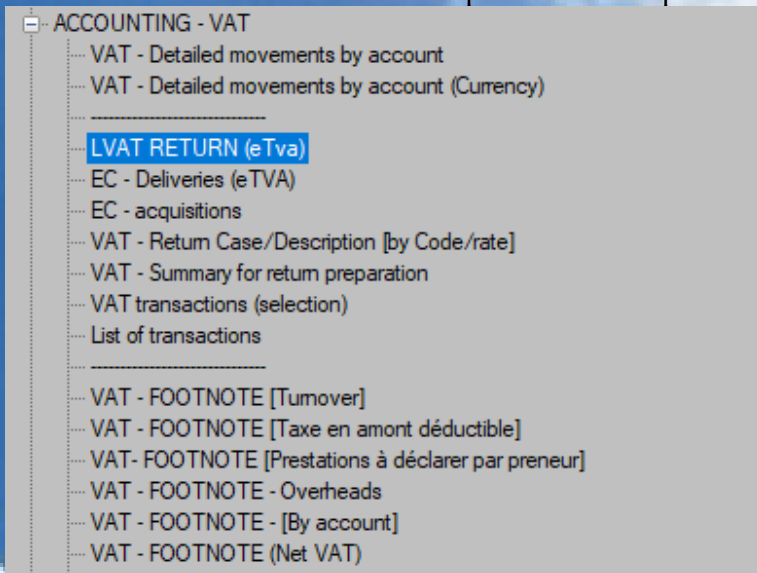 ACCOUNTING - VAT
VAT - Detailed movements by account
VAT - Detailed movements by account (Currency)
------------------------------
LVAT RETURN (eTva)
EC - Deliveries (eTVA)
EC - acquisitions
VAT - Return Case/Description [by Code/rate]
VAT - Summary for return preparation
VAT transactions (selection)
List of transactions
------------------------------
VAT - FOOTNOTE [Turnover]
VAT - FOOTNOTE [Taxe en amont déductible]
VAT- FOOTNOTE [Prestations à déclarer par preneur]
VAT - FOOTNOTE - Overheads
VAT - FOOTNOTE - [By account]
VAT - FOOTNOTE (Net VAT)